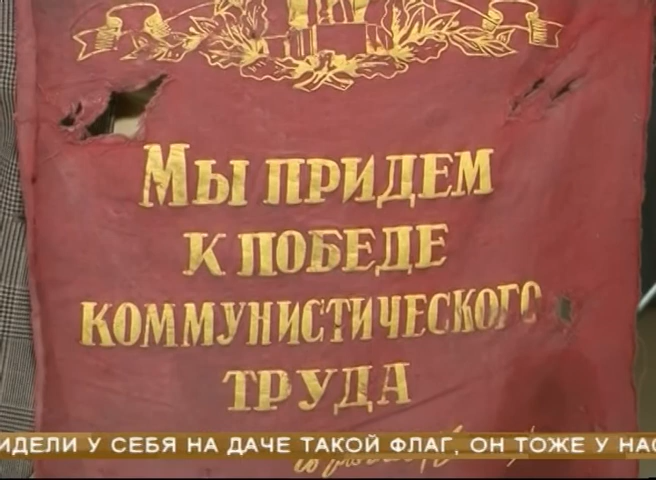 Мы придем
к победе
коммунистического
труда
ИДЕЛИ У СЕБЯ НА ДАЧЕ ТАКОЙ ФЛАГ, ОН ТОЖЕ У НАС